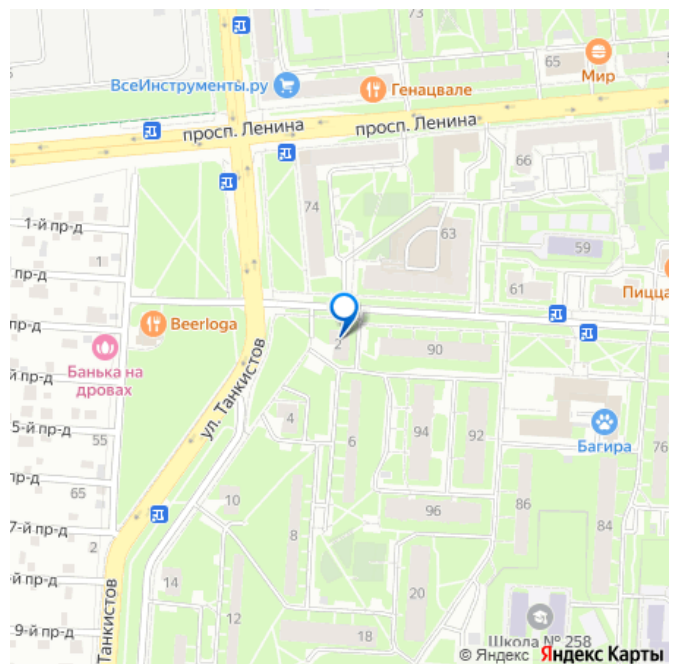 65
Мир
ВсеИнструменты.ру
Генацвале
просп. Ленина
просп. Ленина
66
74
1-й пр-д
63
59
1
пр-д
61
Пицца
Beerloga
пр-д
2
90
Банька на
дровах
й пр-д
ул. Танкистов
4
5-й пр-д
55
6
94
92
Багира
76
пр-д
65
10
96
86
84
7-й пр-д
2
8
й пр-д
14
20
12
Танкистов
9-й пр-д
18
Школа № 258
© Яндекс Яндекс Карты